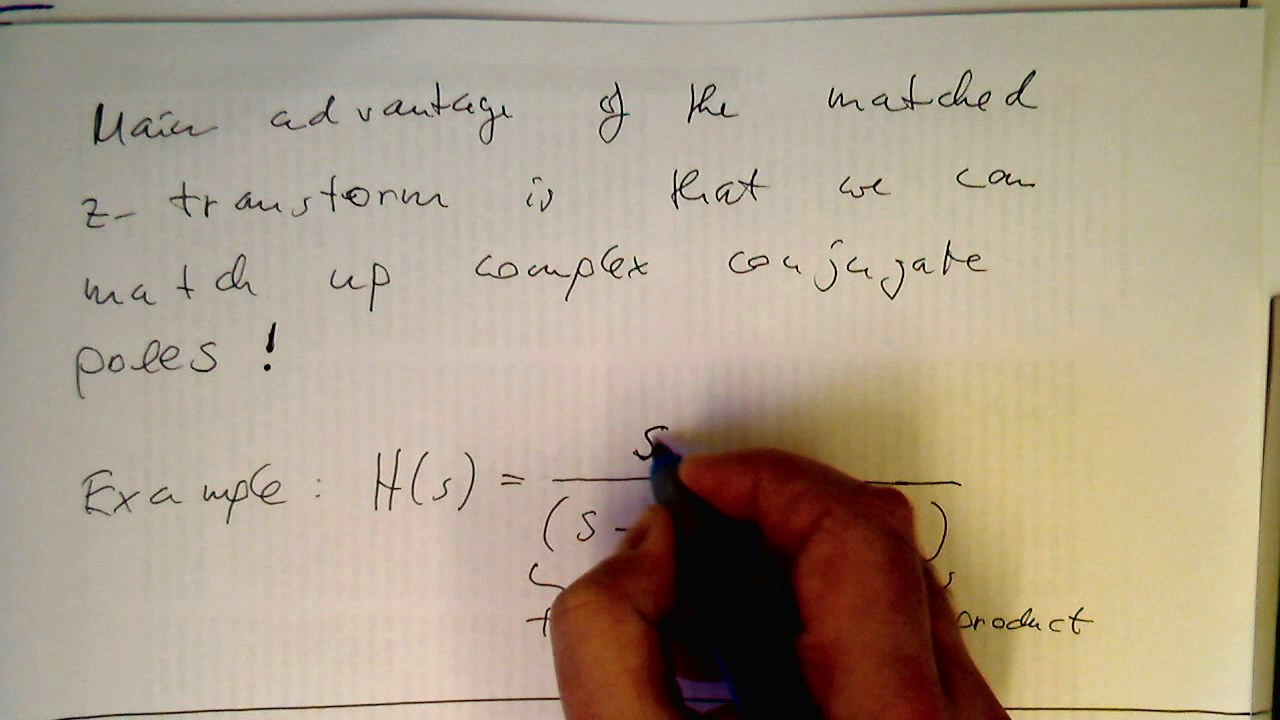 Main advantage of the matched
z- transform is that we can
match up complex conjugate
poles !
Example : H(s) =
s
(s - )
product